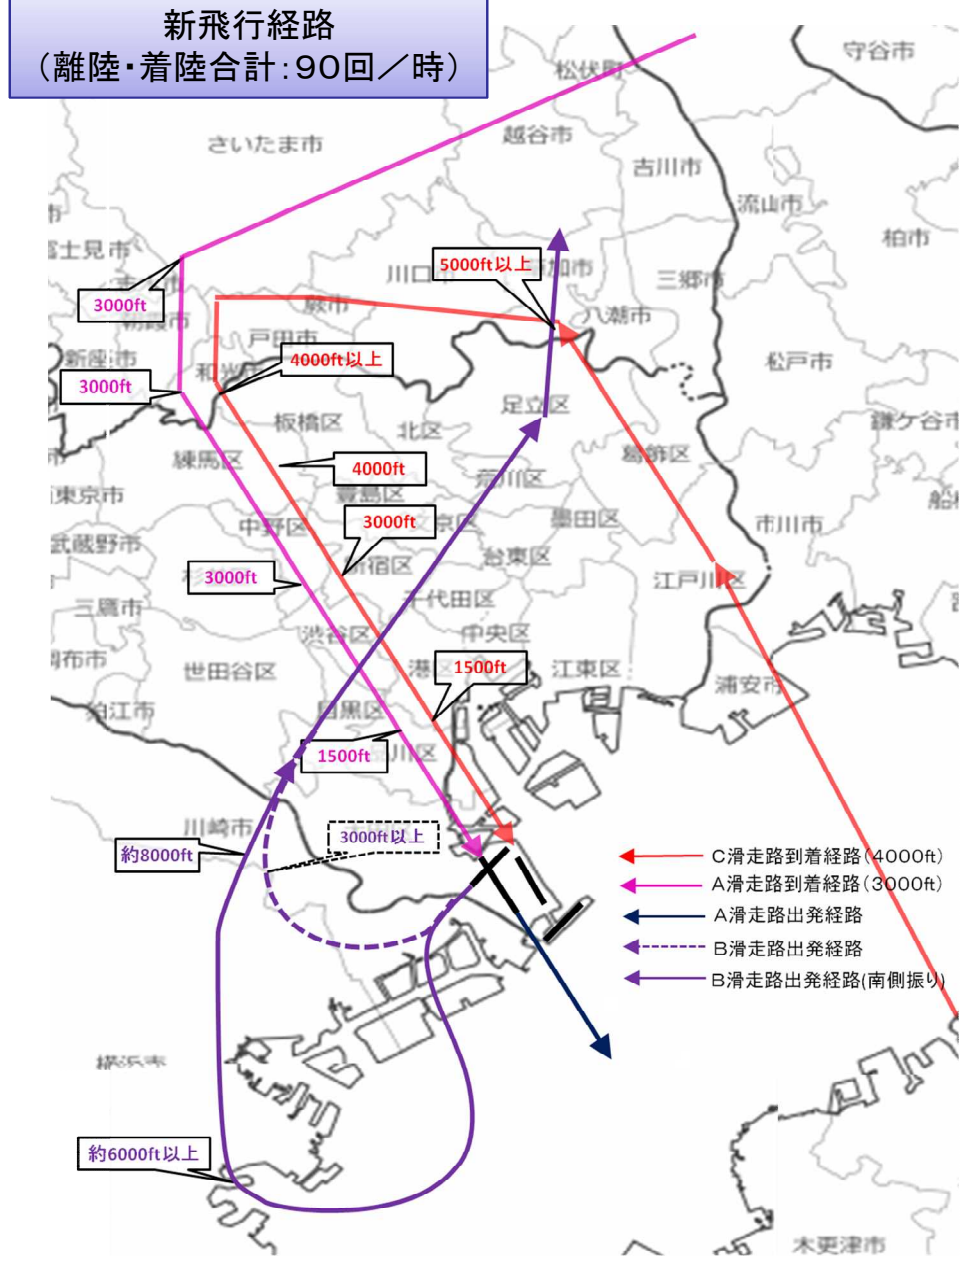 新飛行経路
(離陸・着陸合計:90回/時)
守谷市
松伏町
越谷市
さいたま市
吉川市
流山市
柏市
富士見市
5000ft以上
川口
加市
三郷市
3000ft
蕨市
朝霞市
八潮市
戸田市
新座市
4000ft以上
松戸市
和光
3000ft
足立区
板橋区
北区
鎌ケ谷市
練馬区
4000ft
葛飾区
荒川区
東京市
豊島区
船
中野区
3000ft
京区
墨田区
市川市
武蔵野市
台東区
新宿区
3000ft
江戸川区
千代田区
三鷹市
渋谷区
中央区
布市
世田谷区
港
1500ft
江東区
浦安市
狛江市
目黒区
1500ft
川区
川崎市
3000ft以上
約8000ft
C滑走路到着経路(4000ft)
A滑走路到着経路(3000ft)
A滑走路出発経路
B滑走路出発経路
B滑走路出発経路(南側振り)
横浜市
約6000ft以上
木更津市